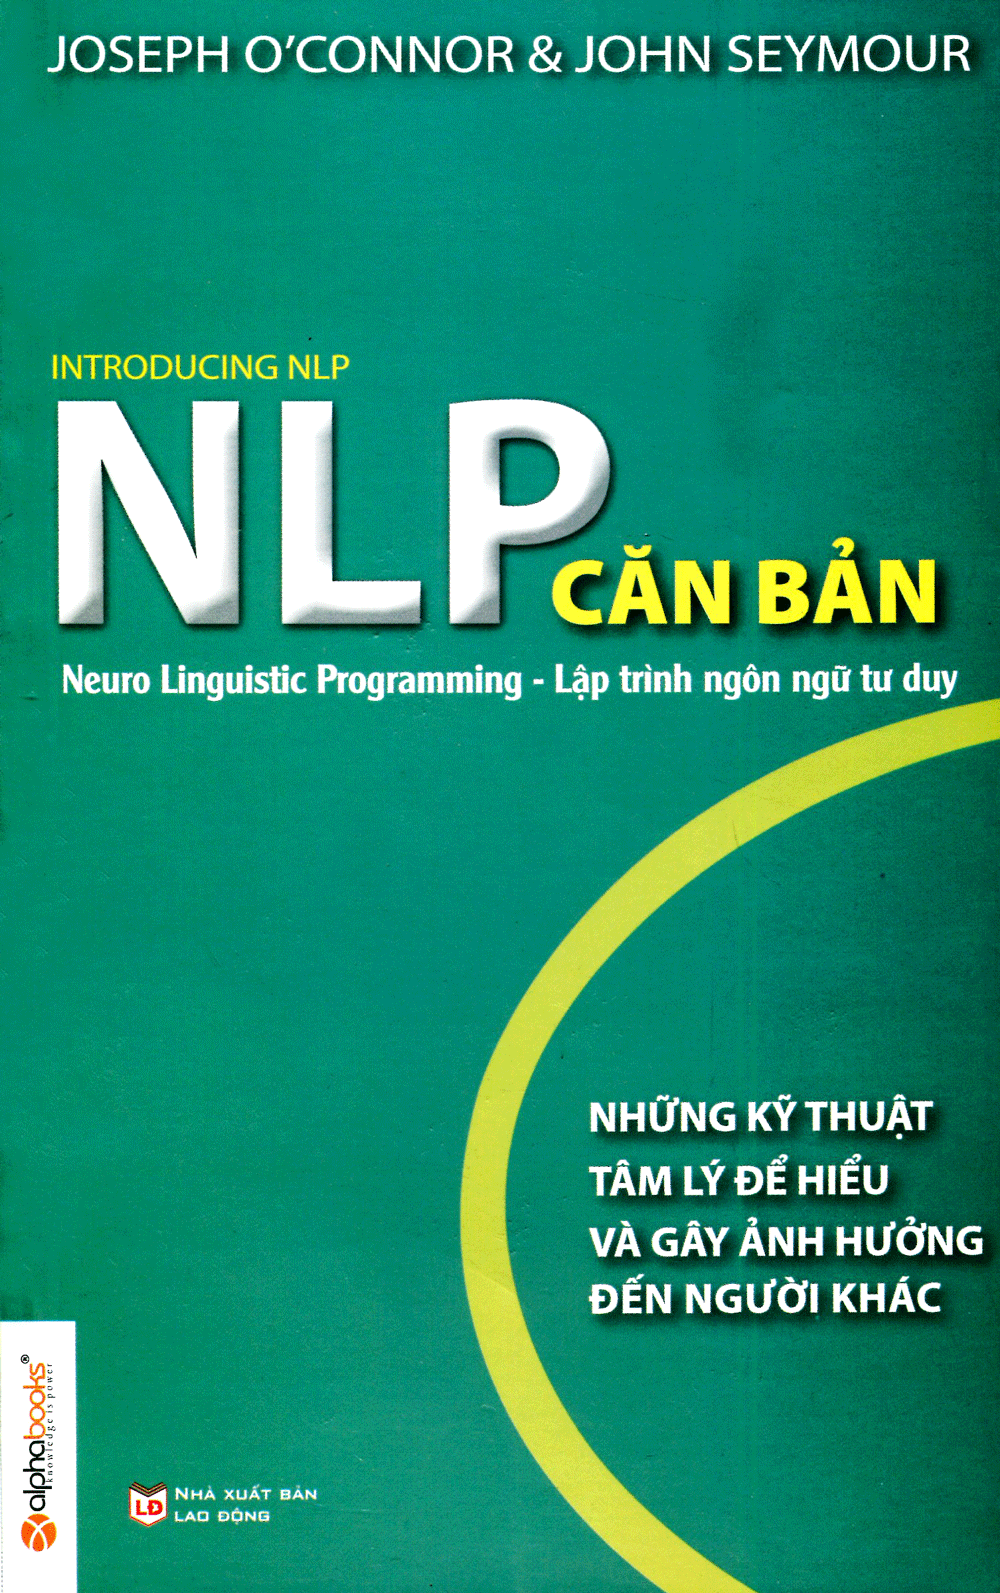 JOSEPH O'CONNOR & JOHN SEYMOUR
INTRODUCING NLP
NLP
CĂN BẢN
Neuro Linguistic Programming - Lập trình ngôn ngữ tư duy
NHỮNG KỸ THUẬT
TÂM LÝ ĐỂ HIỂU
VÀ GÂY ẢNH HƯỞNG
ĐẾN NGƯỜI KHÁC
alphabooks®
knowledge is power
LĐ
NHÀ XUẤT BẢN
LAO ĐỘNG